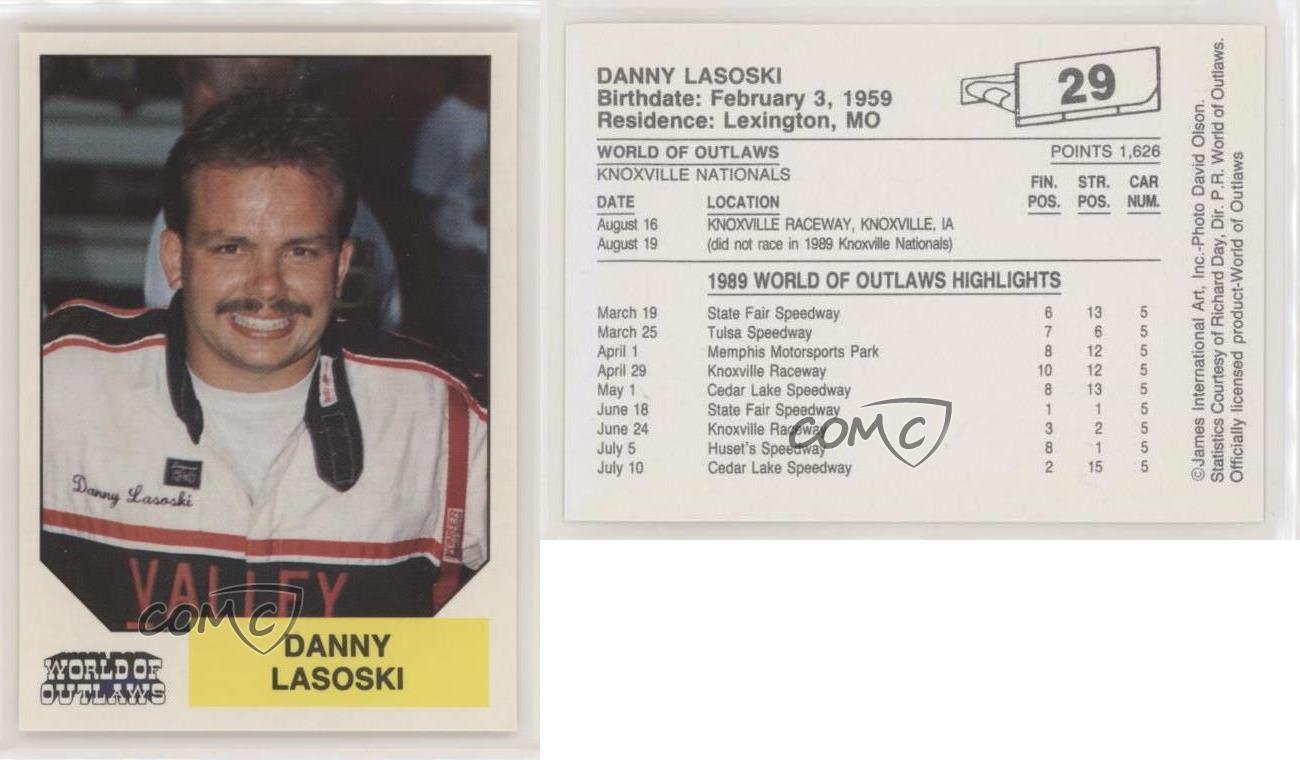 Danny Lasoski
VALLEY
COMC
DANNY
LASOSKI
WORLD OF
OUTLAWS
DANNY LASOSKI
Birthdate: February 3, 1959
Residence: Lexington, MO
29
WORLD OF OUTLAWS POINTS 1,626
KNOXVILLE NATIONALS
FIN. STR. CAR
DATE LOCATION POS. POS. NUM.
August 16 KNOXVILLE RACEWAY, KNOXVILLE, IA
August 19 (did not race in 1989 Knoxville Nationals)
1989 WORLD OF OUTLAWS HIGHLIGHTS
March 19 State Fair Speedway 6 13 5
March 25 Tulsa Speedway 7 6 5
April 1 Memphis Motorsports Park 8 12 5
April 29 Knoxville Raceway 10 12 5
May 1 Cedar Lake Speedway 8 13 5
June 18 State Fair Speedway 1 1 5
June 24 Knoxville Raceway 3 2 5
July 5 Huset's Speedway 8 1 5
July 10 Cedar Lake Speedway 2 15 5
COMC
©James International Art, Inc.-Photo David Olson.
Statistics Courtesy of Richard Day, Dir. P.R. World of Outlaws.
Officially licensed product-World of Outlaws